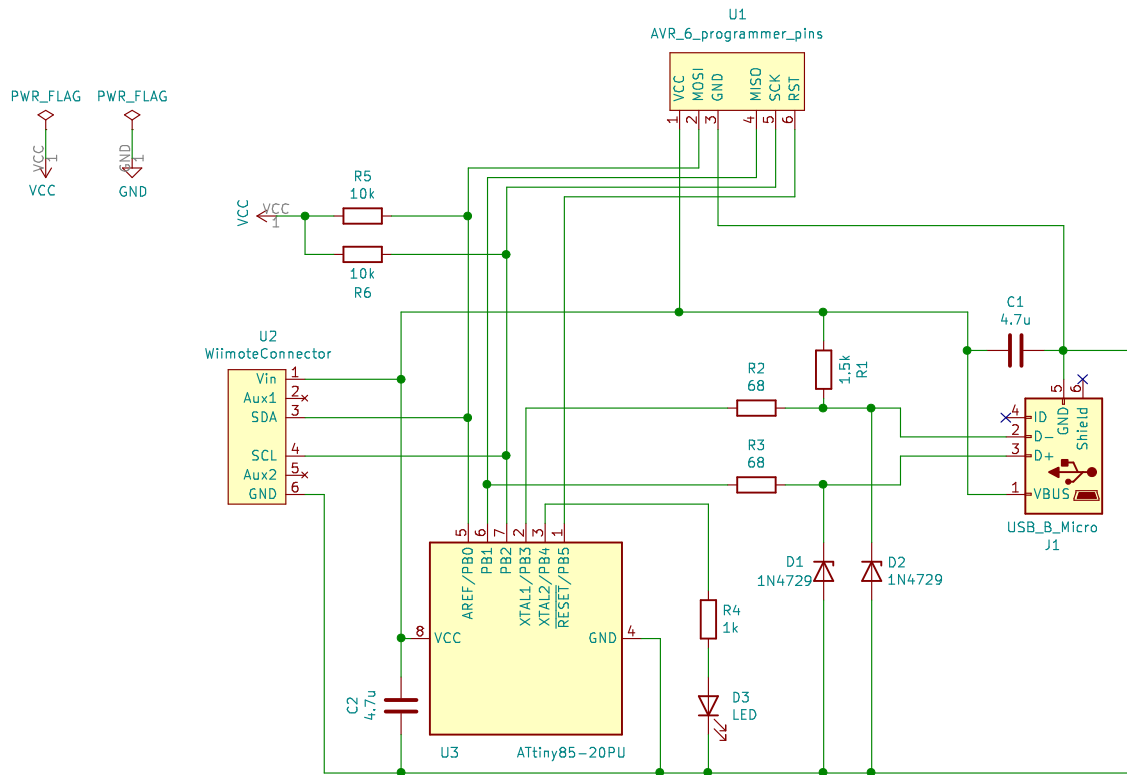 U1
AVR_6_programmer_pins
VCC
MOSI
GND
MISO
SCK
RST
1
2
3
4
5
6
PWR_FLAG
PWR_FLAG
VCC
1
GND
1
VCC
GND
R5
10k
VCC
VCC
1
10k
R6
C1
4.7u
U2
WiimoteConnector
Vin 1
Aux1 2
SDA 3
SCL 4
Aux2 5
GND 6
1.5k
R1
R2
68
R3
68
5
6
GND
Shield
4 ID
2 D-
3 D+
1 VBUS
USB_B_Micro
J1
5
6
7
2
3
1
AREF/PB0
PB1
PB2
XTAL1/PB3
XTAL2/PB4
RESET/PB5
8 VCC
GND 4
D1
1N4729
D2
1N4729
R4
1k
C2
4.7u
D3
LED
U3
ATtiny85-20PU